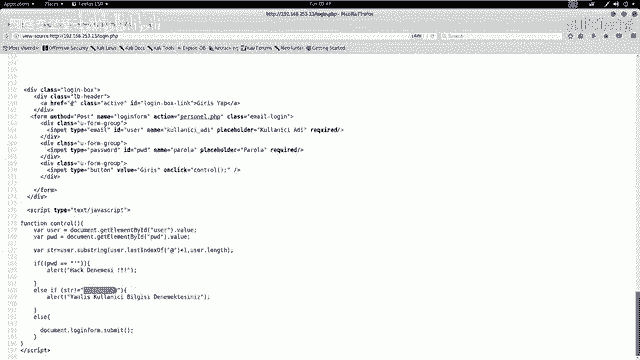 Applications
Places
Firefox ESR
Tue 09:49
http://192.168.253.13/login.php - Mozilla Firefox
view-source:http://192.168.253.13/login.php
Search
Most Visited
Offensive Security
Kali Linux
Kali Docs
Kali Tools
Exploit-DB
Aircrack-ng
Kali Forums
NetHunter
Getting Started
<div class="login-box">
<div class="lb-header">
<a href="#" class="active" id="login-box-link">Giris Yap</a>
</div>
<form method="Post" name="loginform" action="personel.php" class="email-login">
<div class="u-form-group">
<input type="email" id="user" name="kullanici_adi" placeholder="Kullanici Adi" required/>
</div>
<div class="u-form-group">
<input type="password" id="pwd" name="parola" placeholder="Parola" required/>
</div>
<div class="u-form-group">
<input type="button" value="Giris" onclick="control();" />
</div>
</form>
</div>
<script type="text/javascript">
function control(){
var user = document.getElementById("user").value;
var pwd = document.getElementById("pwd").value;
var str=user.substring(user.lastIndexOf("@")+1,user.length);
if((pwd == "'")){
alert("Hack Denemesi !!!");
}
else if (str!="
alert("Yanlis Kullanici Bilgisi Denemektesiniz");
}
else{
document.loginform.submit();
}
}
</script>